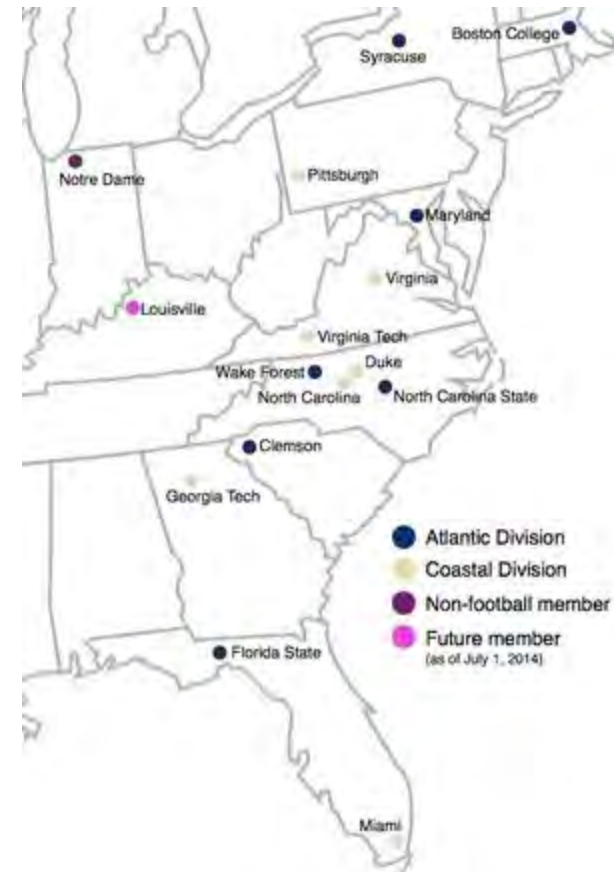 Boston College
Syracuse
Notre Dame
Pittsburgh
Maryland
Virginia
Louisville
Virginia Tech
Duke
Wake Forest
North Carolina
North Carolina State
Clemson
Georgia Tech
Atlantic Division
Coastal Division
Non-football member
Future member
(as of July 1, 2014)
Florida State
Miami